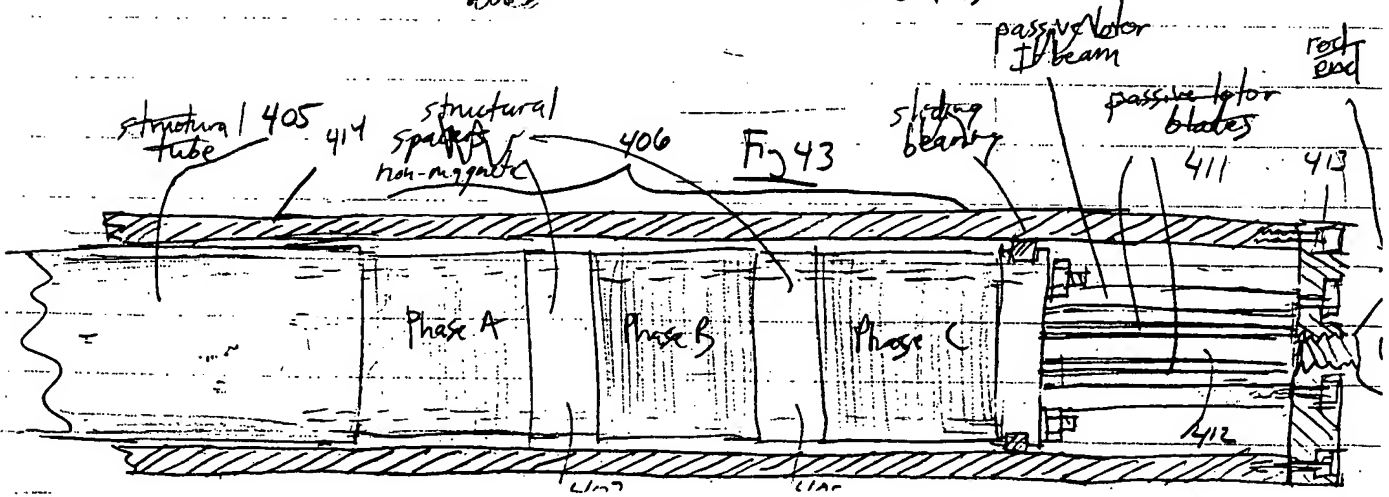 passive rotor
I beam
rod
end
structural 405
tube
414
structural
spacers
non-magnetic
406
Fig 43
sliding
bearing
passive rotor
blades
411
413
Phase A
Phase B
Phase C
412